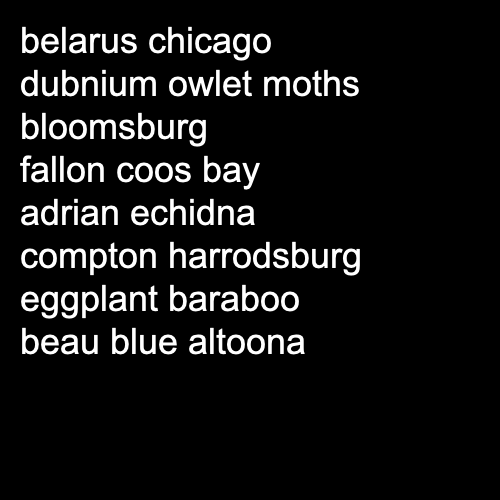 belarus chicago
dubnium owlet moths
bloomsburg
fallon coos bay
adrian echidna
compton harrodsburg
eggplant baraboo
beau blue altoona